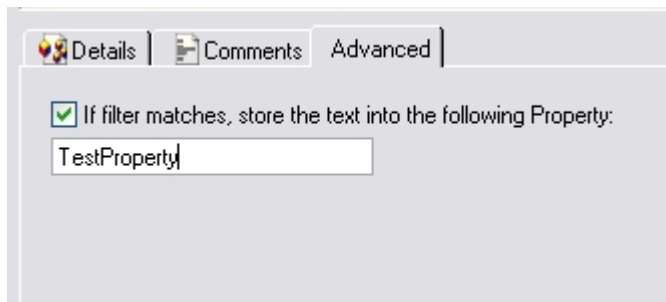 Details Comments Advanced
If filter matches, store the text into the following Property:
TestProperty